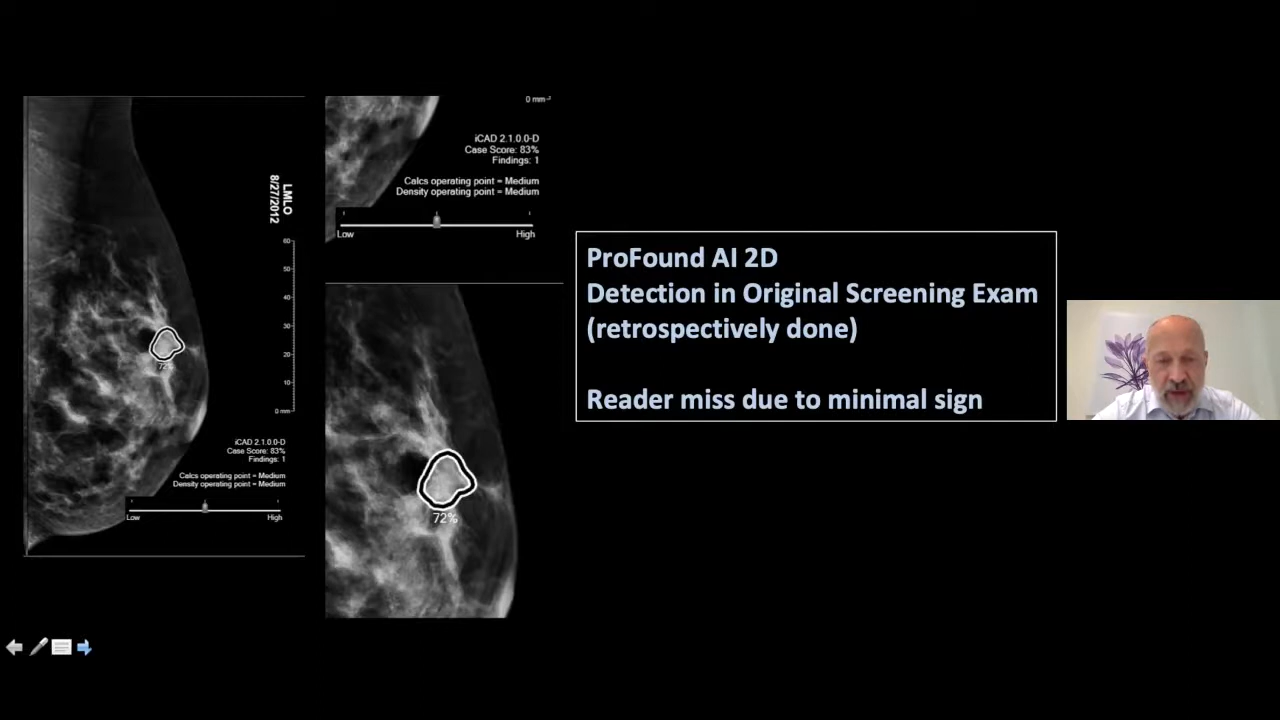 LMLO
8/27/2012
60
50
40
30
20
10
0 mm
72%
iCAD 2.1.0.0-D
Case Score: 83%
Findings: 1
Calcs operating point = Medium
Density operating point = Medium
Low High
0 mm
iCAD 2.1.0.0-D
Case Score: 83%
Findings: 1
Calcs operating point = Medium
Density operating point = Medium
Low High
72%
ProFound AI 2D
Detection in Original Screening Exam
(retrospectively done)
Reader miss due to minimal sign